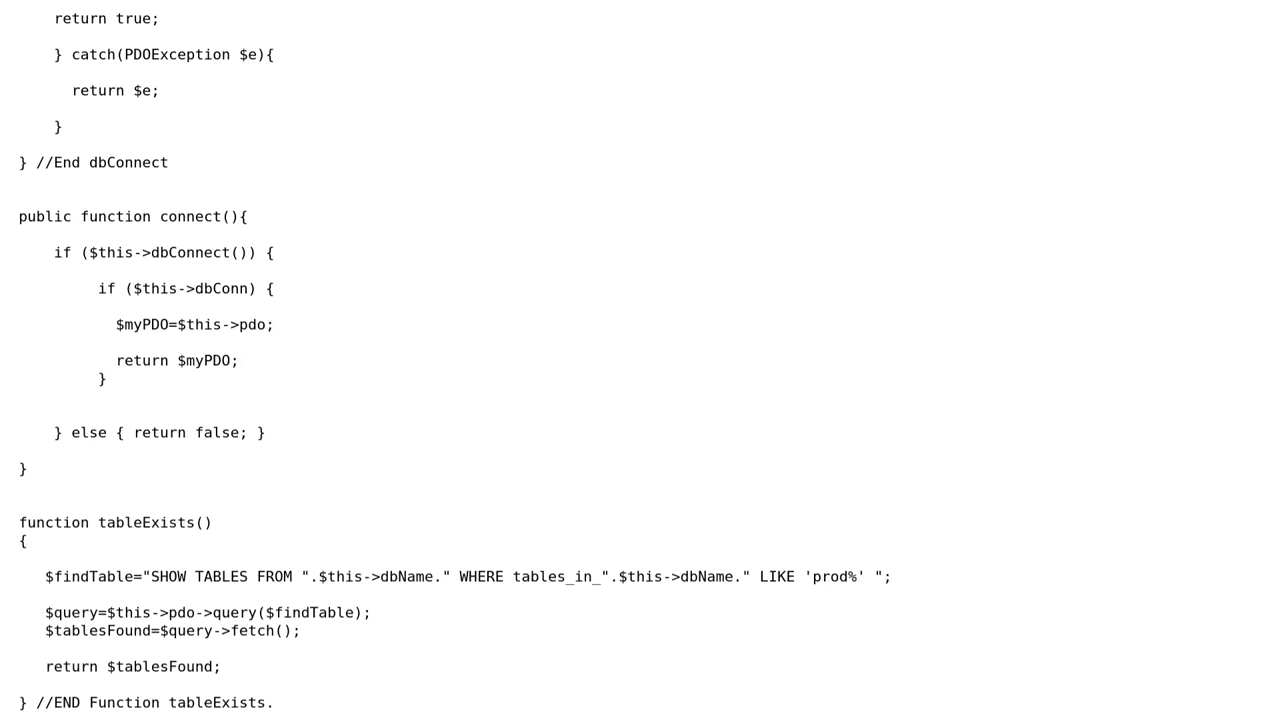 return true;
} catch(PDOException $e){
return $e;
}
} //End dbConnect
public function connect(){
if ($this->dbConnect()) {
if ($this->dbConn) {
$myPDO=$this->pdo;
return $myPDO;
}
} else { return false; }
}
function tableExists()
{
$findTable="SHOW TABLES FROM ".$this->dbName." WHERE tables_in_".$this->dbName." LIKE 'prod%' ";
$query=$this->pdo->query($findTable);
$tablesFound=$query->fetch();
return $tablesFound;
} //END Function tableExists.